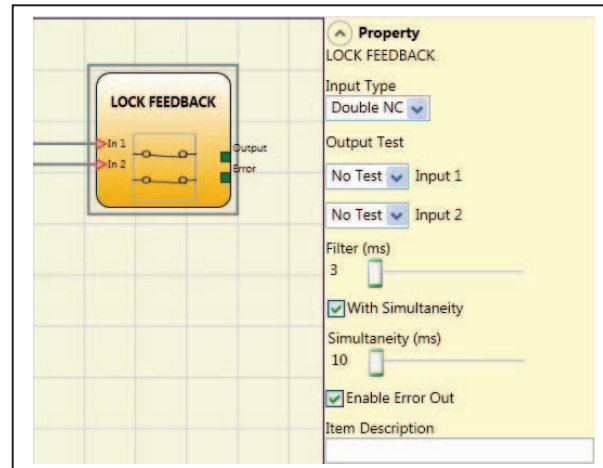 LOCK FEEDBACK
In 1
In 2
Output
Error
Property
LOCK FEEDBACK
Input Type
Double NC
Output Test
No Test Input 1
No Test Input 2
Filter (ms)
3
With Simultaneity
Simultaneity (ms)
10
Enable Error Out
Item Description